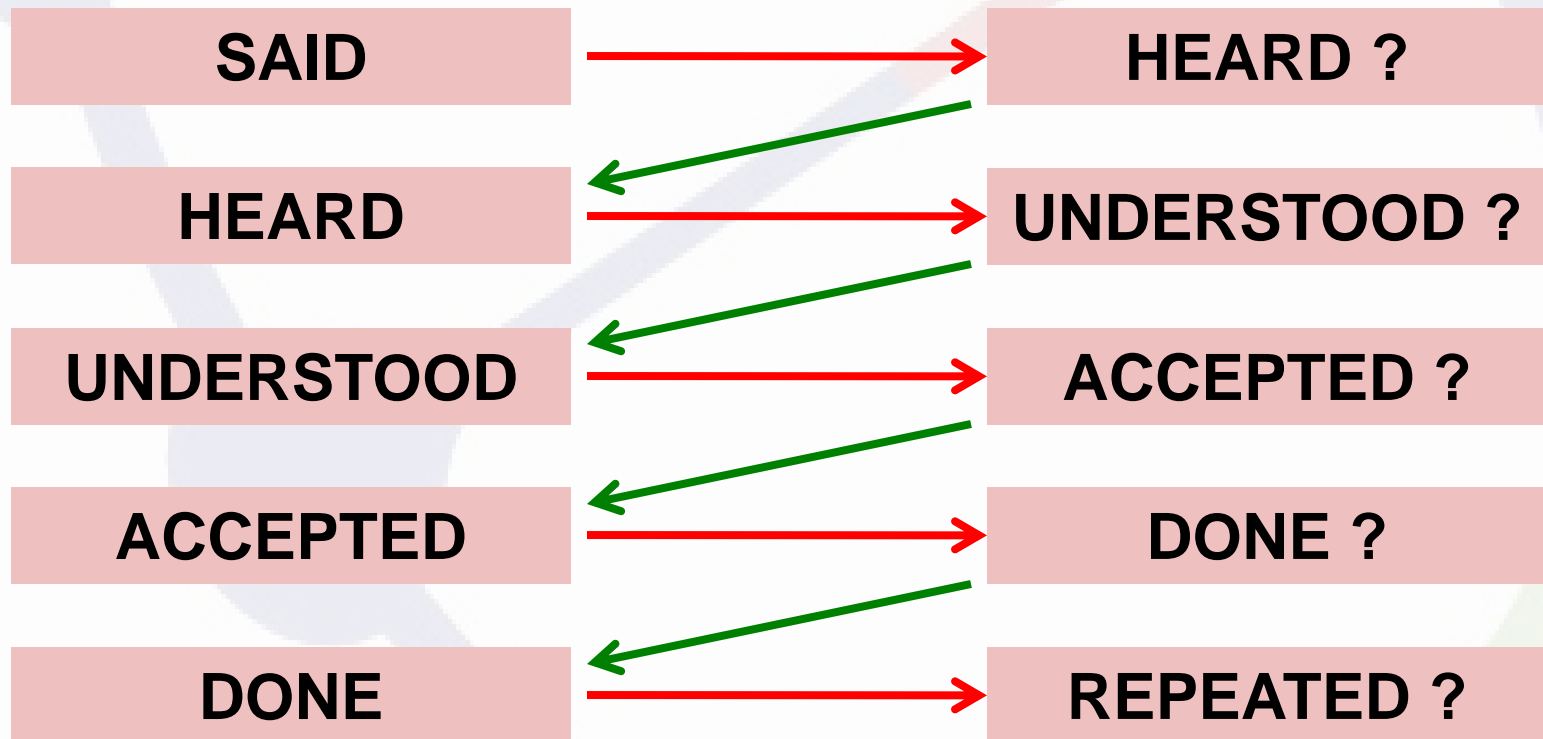 SAID
HEARD ?
HEARD
UNDERSTOOD ?
UNDERSTOOD
ACCEPTED ?
ACCEPTED
DONE ?
DONE
REPEATED ?